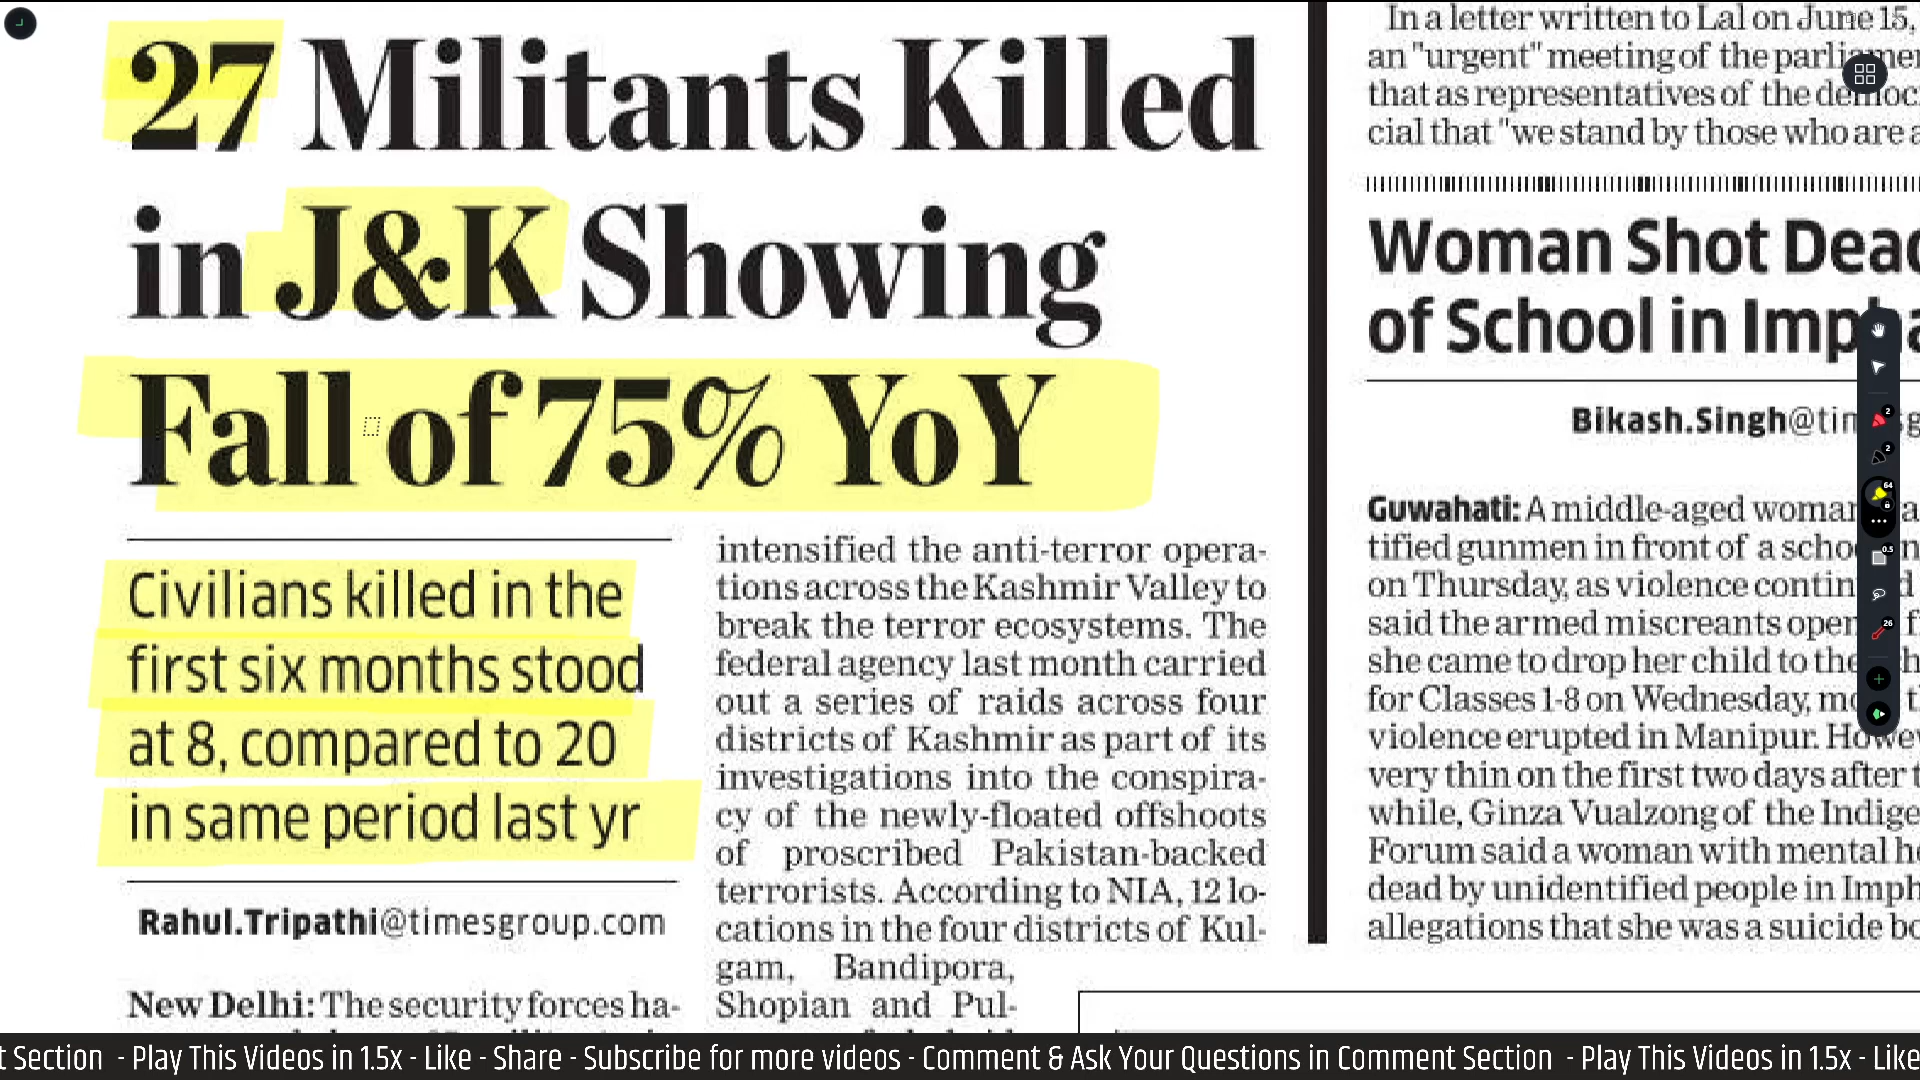 27 Militants Killed
in J&K Showing
Fall of 75% YoY
Civilians killed in the
first six months stood
at 8, compared to 20
in same period last yr
Rahul.Tripathi@timesgroup.com
New Delhi: The security forces ha-
intensified the anti-terror opera-
tions across the Kashmir Valley to
break the terror ecosystems. The
federal agency last month carried
out a series of raids across four
districts of Kashmir as part of its
investigations into the conspira-
cy of the newly-floated offshoots
of proscribed Pakistan-backed
terrorists. According to NIA, 12 lo-
cations in the four districts of Kul-
gam, Bandipora,
Shopian and Pul-
In a letter written to Lal on June 15,
an "urgent" meeting of the
that as representatives of the
cial that "we stand by those who are
Woman Shot Dead
of School in
Bikash.Singh
Guwahati: A middle-aged woman
tified gunmen in front of a
on Thursday, as violence
said the armed miscreants
she came to drop her child to the
for Classes 1-8 on Wednesday,
violence erupted in Manipur.
very thin on the first two days after
while, Ginza Vualzong of the
Forum said a woman with mental
dead by unidentified people in
allegations that she was a suicide
2
2
64
0.5
26
t Section - Play This Videos in 1.5x - Like - Share - Subscribe for more videos - Comment & Ask Your Questions in Comment Section - Play This Videos in 1.5x - Like